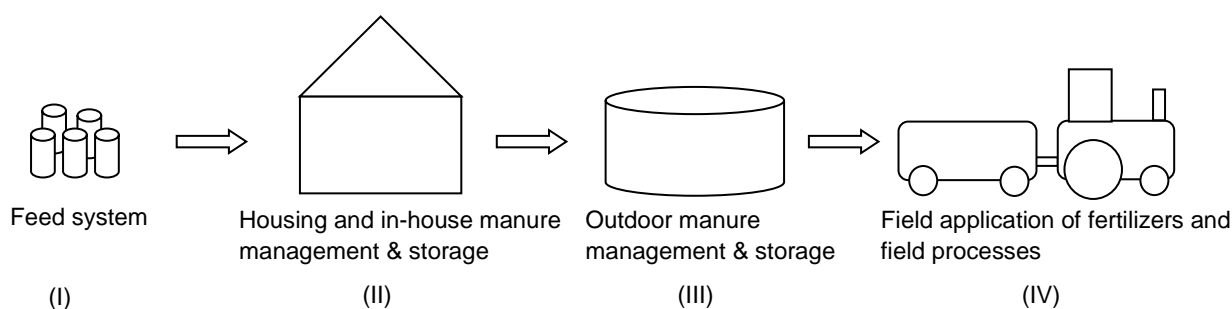 Feed system
Housing and in-house manure
management & storage
Outdoor manure
management & storage
Field application of fertilizers and
field processes
(I)
(II)
(III)
(IV)